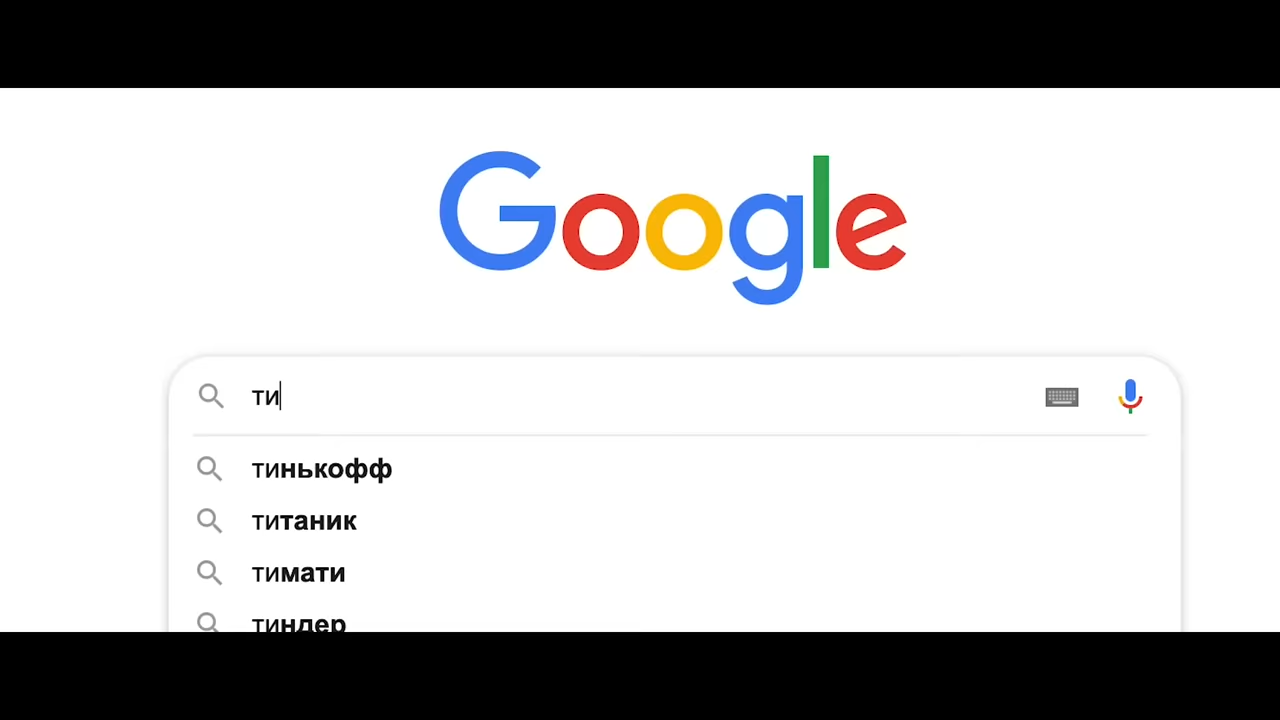 Google
ти
тинькофф
титаник
тимати
тиндер